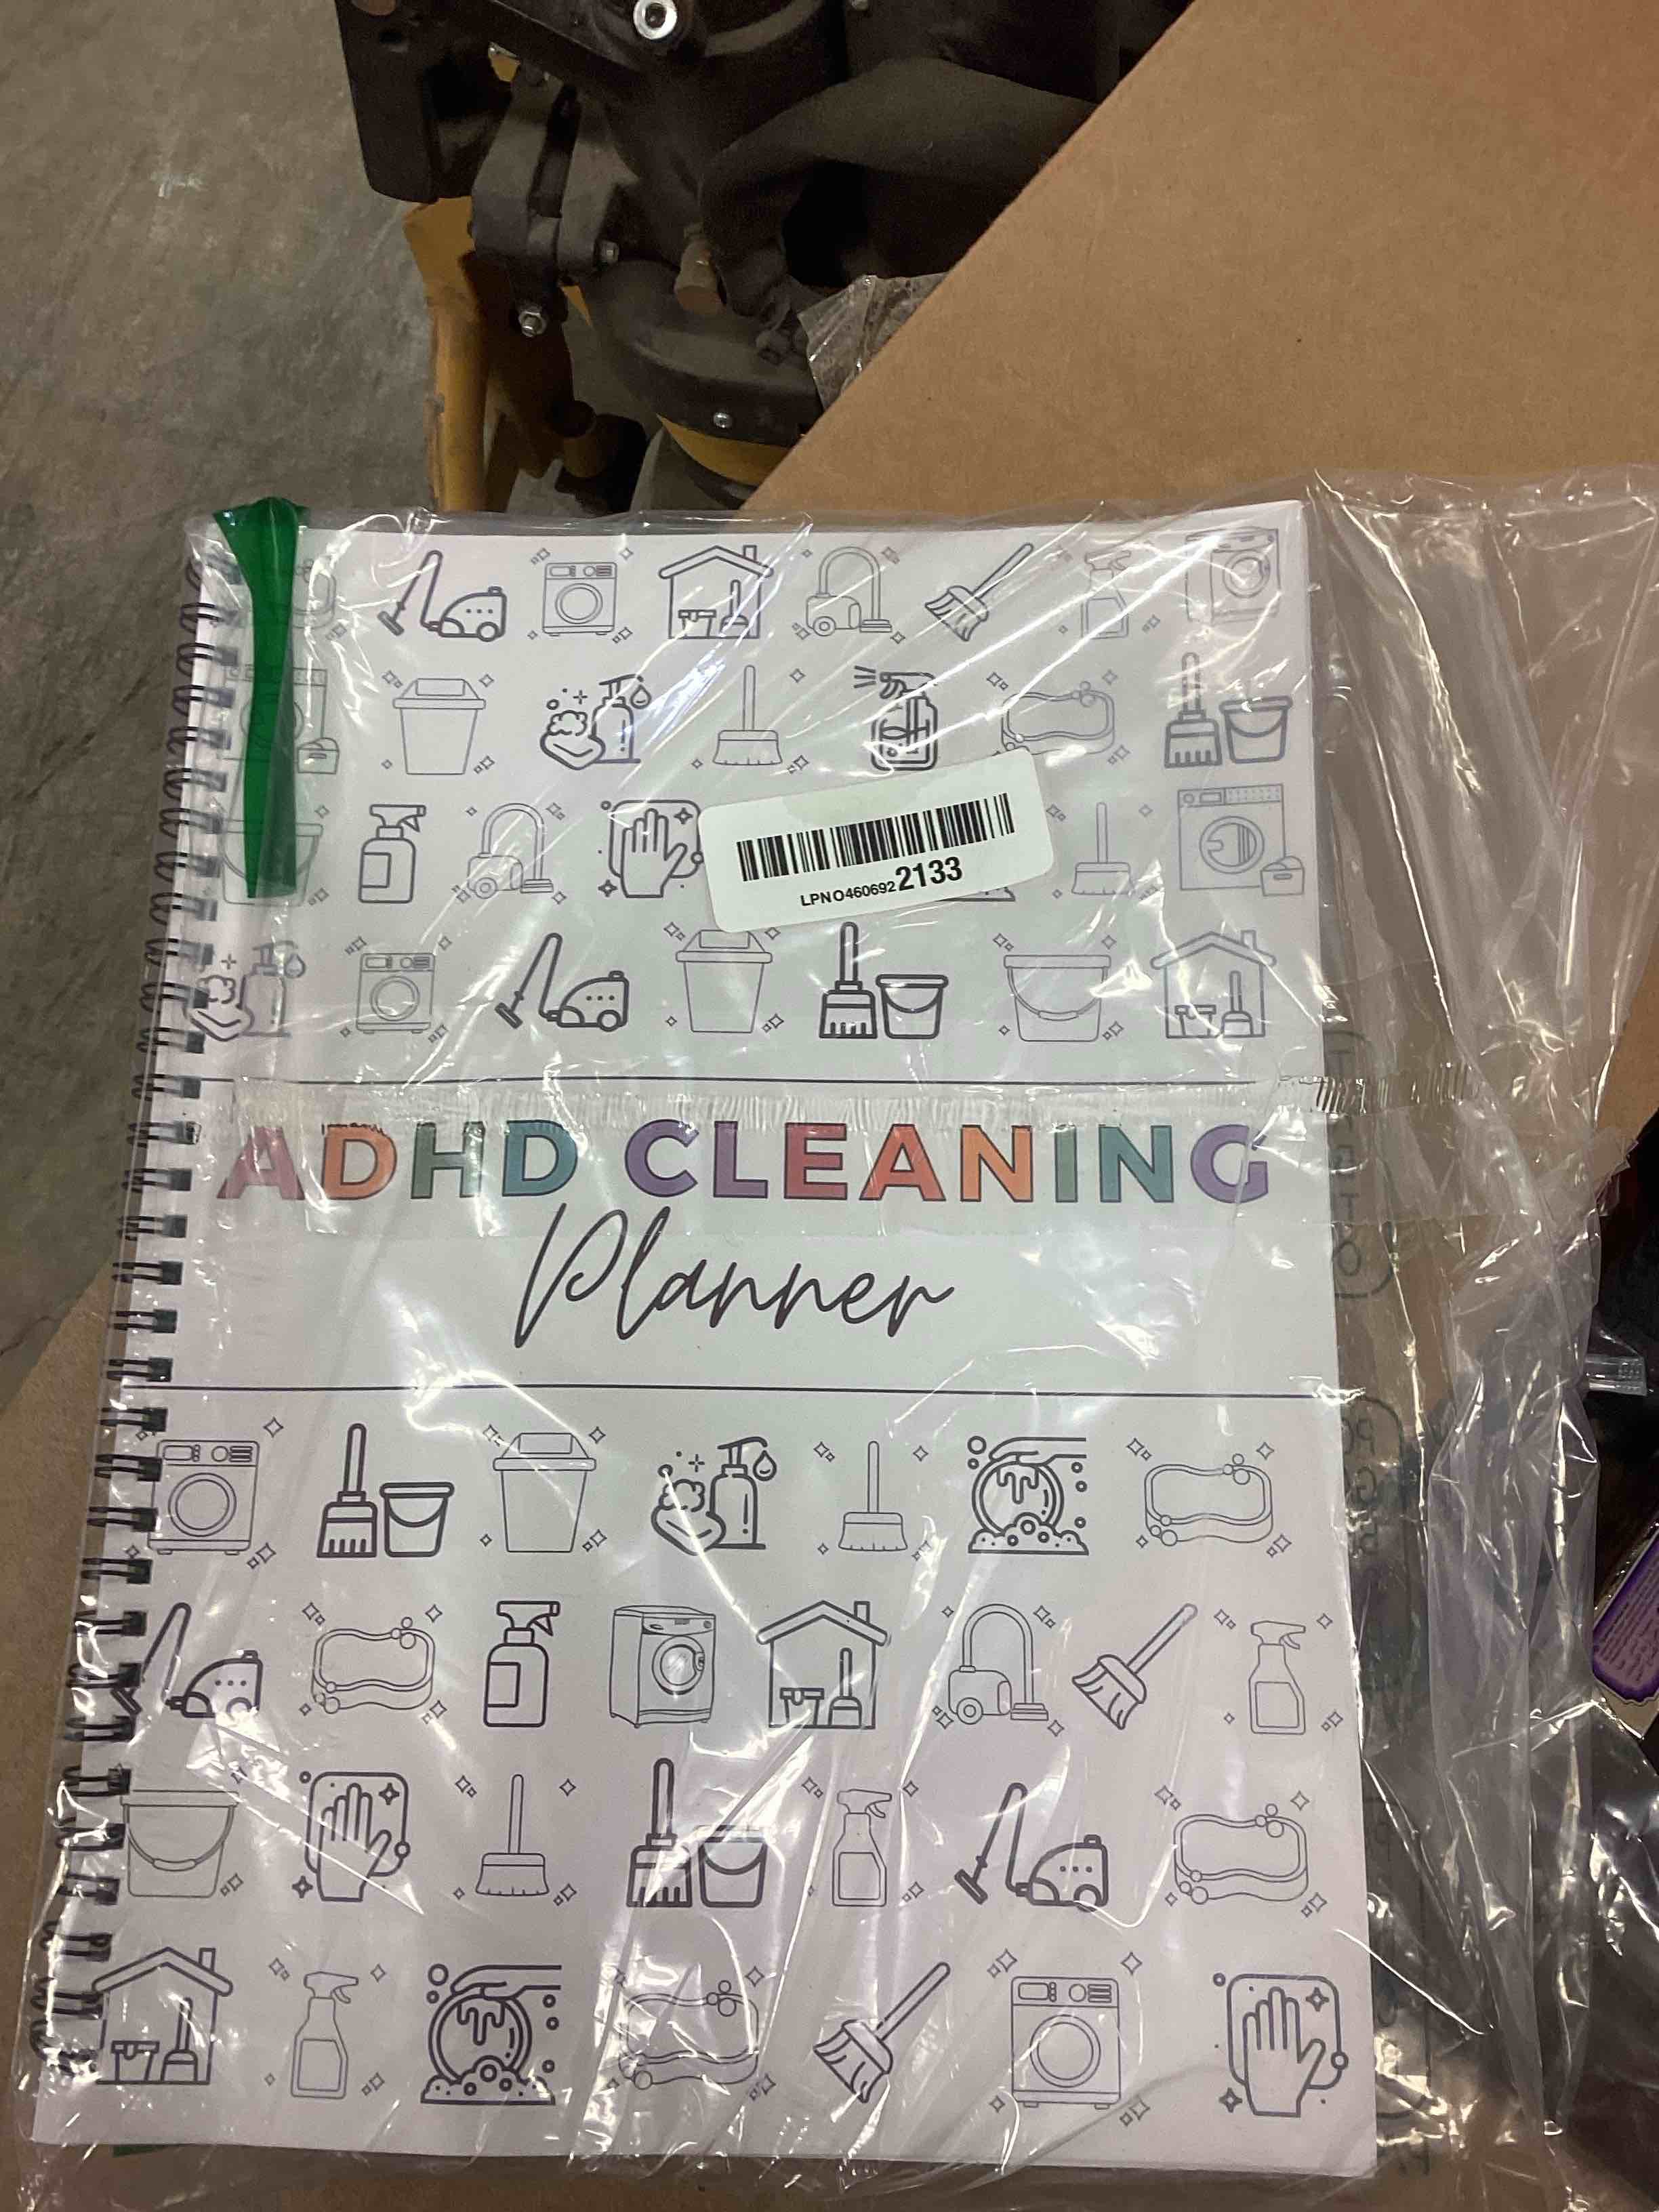 LPNO4606922133
ADHD CLEANING
Planner